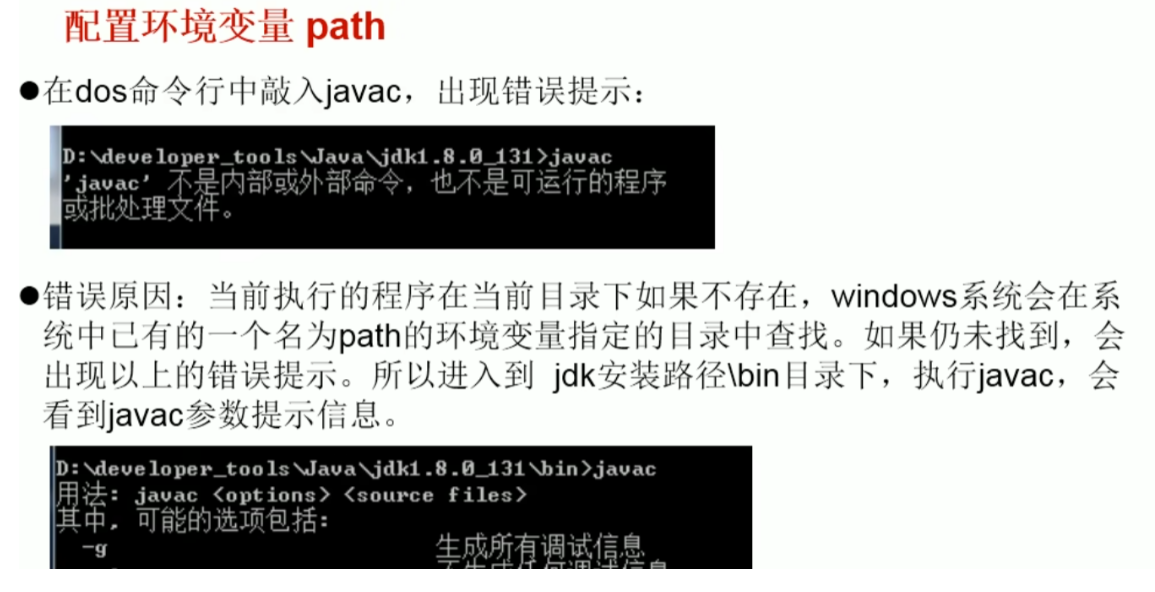 配置环境变量 path
●在dos命令行中敲入javac，出现错误提示：
D:\developer_tools\Java\jdk1.8.0_131>javac
'javac' 不是内部或外部命令，也不是可运行的程序
或批处理文件。
●错误原因：当前执行的程序在当前目录下如果不存在，windows系统会在系
统中已有的一个名为path的环境变量指定的目录中查找。如果仍未找到，会
出现以上的错误提示。所以进入到 jdk安装路径\bin目录下，执行javac，会
看到javac参数提示信息。
D:\developer_tools\Java\jdk1.8.0_131\bin>javac
用法: javac <options> <source files>
其中, 可能的选项包括:
-g 生成所有调试信息